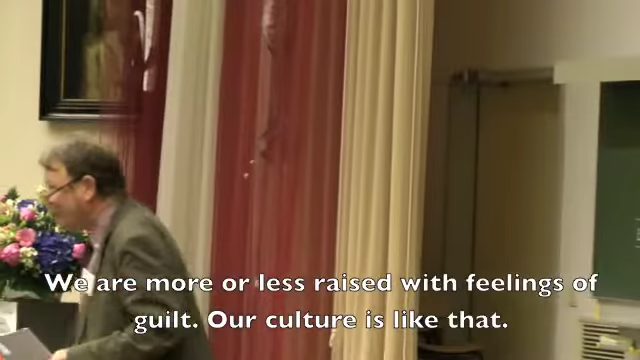 We are more or less raised with feelings of
guilt. Our culture is like that.